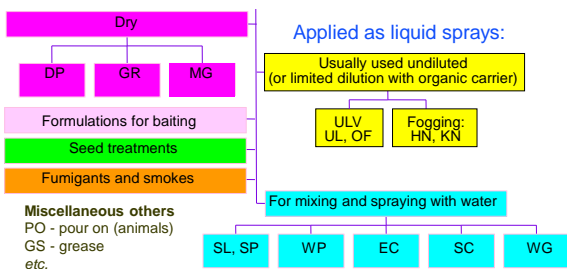 Dry
DP
GR
MG
Formulations for baiting
Seed treatments
Fumigants and smokes
Miscellaneous others
PO - pour on (animals)
GS - grease
etc.
Applied as liquid sprays:
Usually used undiluted
(or limited dilution with organic carrier)
ULV
UL, OF
Fogging:
HN, KN
For mixing and spraying with water
SL, SP
WP
EC
SC
WG